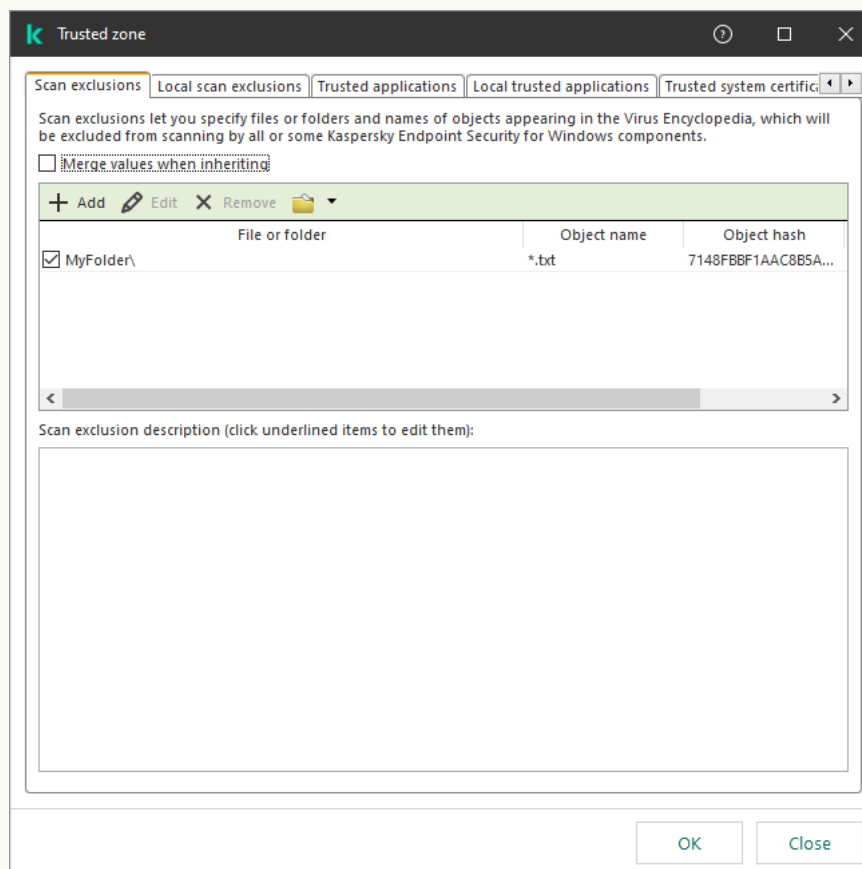 Trusted zone
Scan exclusions Local scan exclusions Trusted applications Local trusted applications Trusted system certific
Scan exclusions let you specify files or folders and names of objects appearing in the Virus Encyclopedia, which will
be excluded from scanning by all or some Kaspersky Endpoint Security for Windows components.
Merge values when inheriting
Add Edit Remove
File or folder Object name Object hash
MyFolder\ *.txt 7148FBBF1AAC8B5A...
Scan exclusion description (click underlined items to edit them):
OK Close